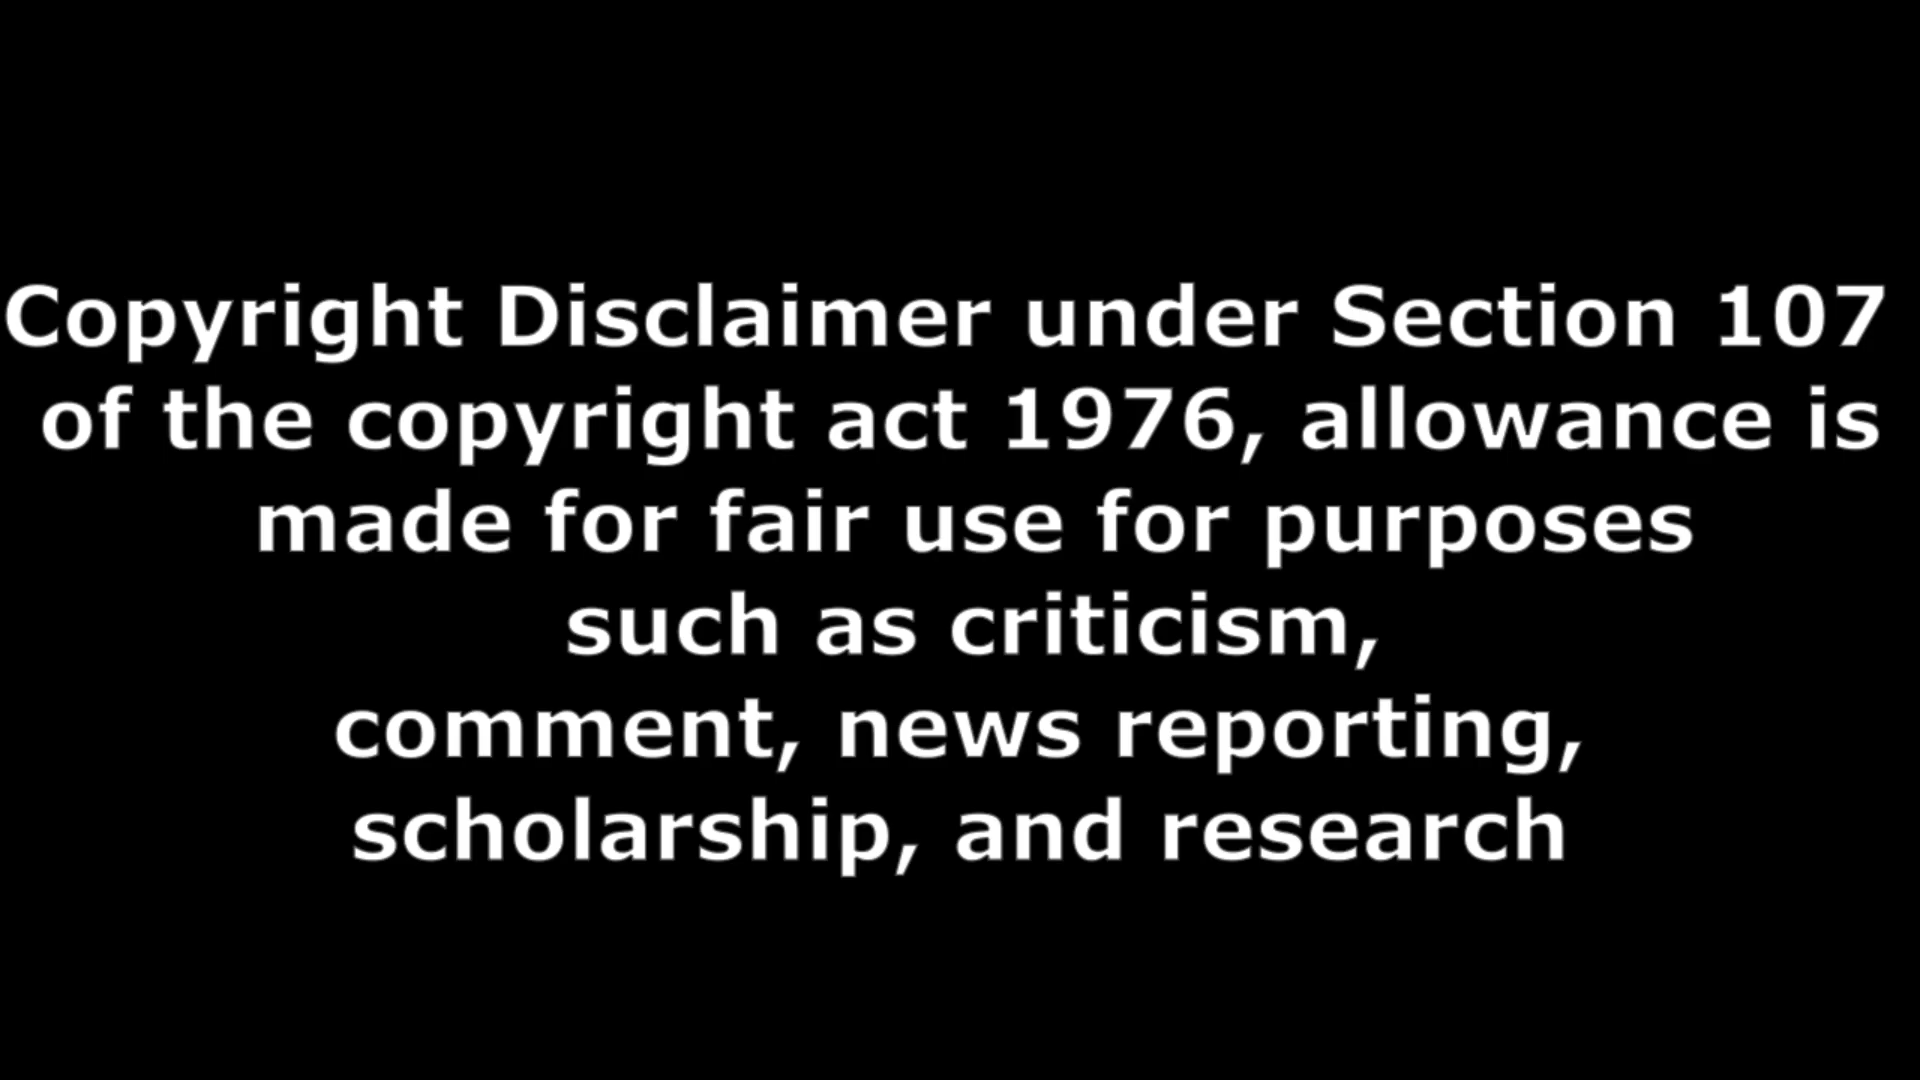 Copyright Disclaimer under Section 107
of the copyright act 1976, allowance is
made for fair use for purposes
such as criticism,
comment, news reporting,
scholarship, and research